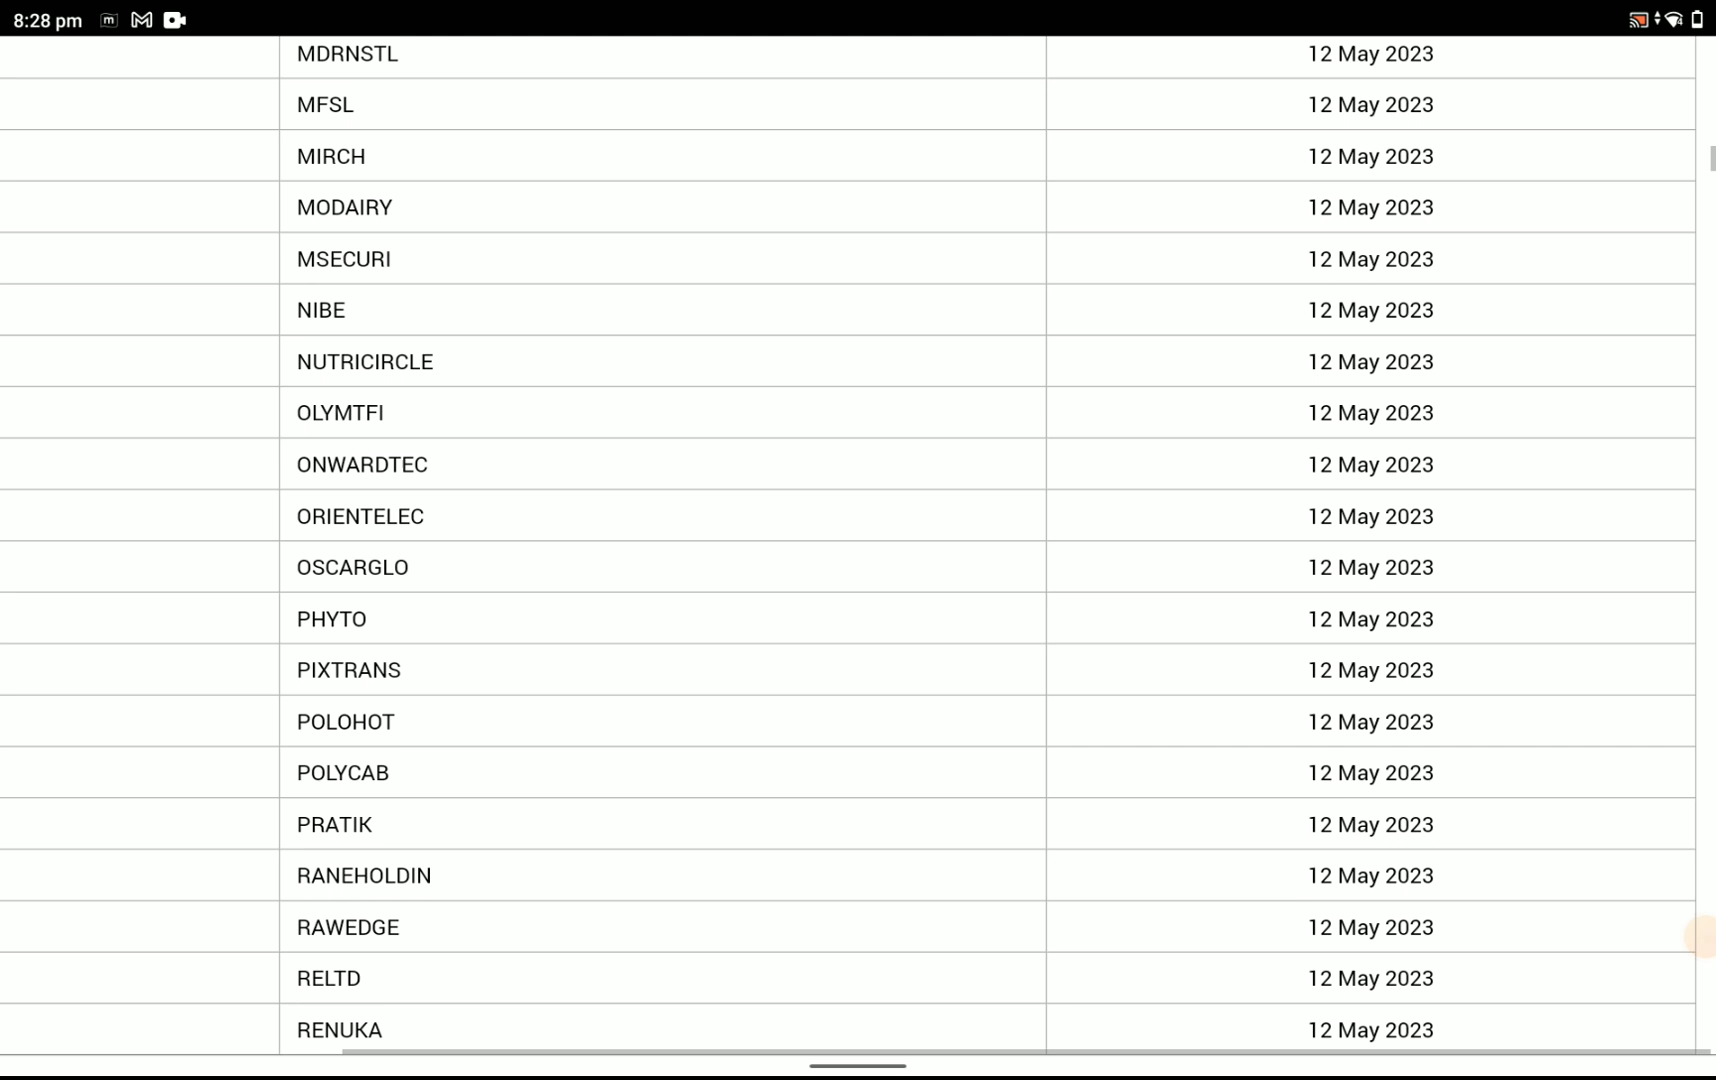 8:28 pm
MDRNSTL 12 May 2023
MFSL 12 May 2023
MIRCH 12 May 2023
MODAIRY 12 May 2023
MSECURI 12 May 2023
NIBE 12 May 2023
NUTRICIRCLE 12 May 2023
OLYMTFI 12 May 2023
ONWARDTEC 12 May 2023
ORIENTELEC 12 May 2023
OSCARGLO 12 May 2023
PHYTO 12 May 2023
PIXTRANS 12 May 2023
POLOHOT 12 May 2023
POLYCAB 12 May 2023
PRATIK 12 May 2023
RANEHOLDIN 12 May 2023
RAWEDGE 12 May 2023
RELTD 12 May 2023
RENUKA 12 May 2023